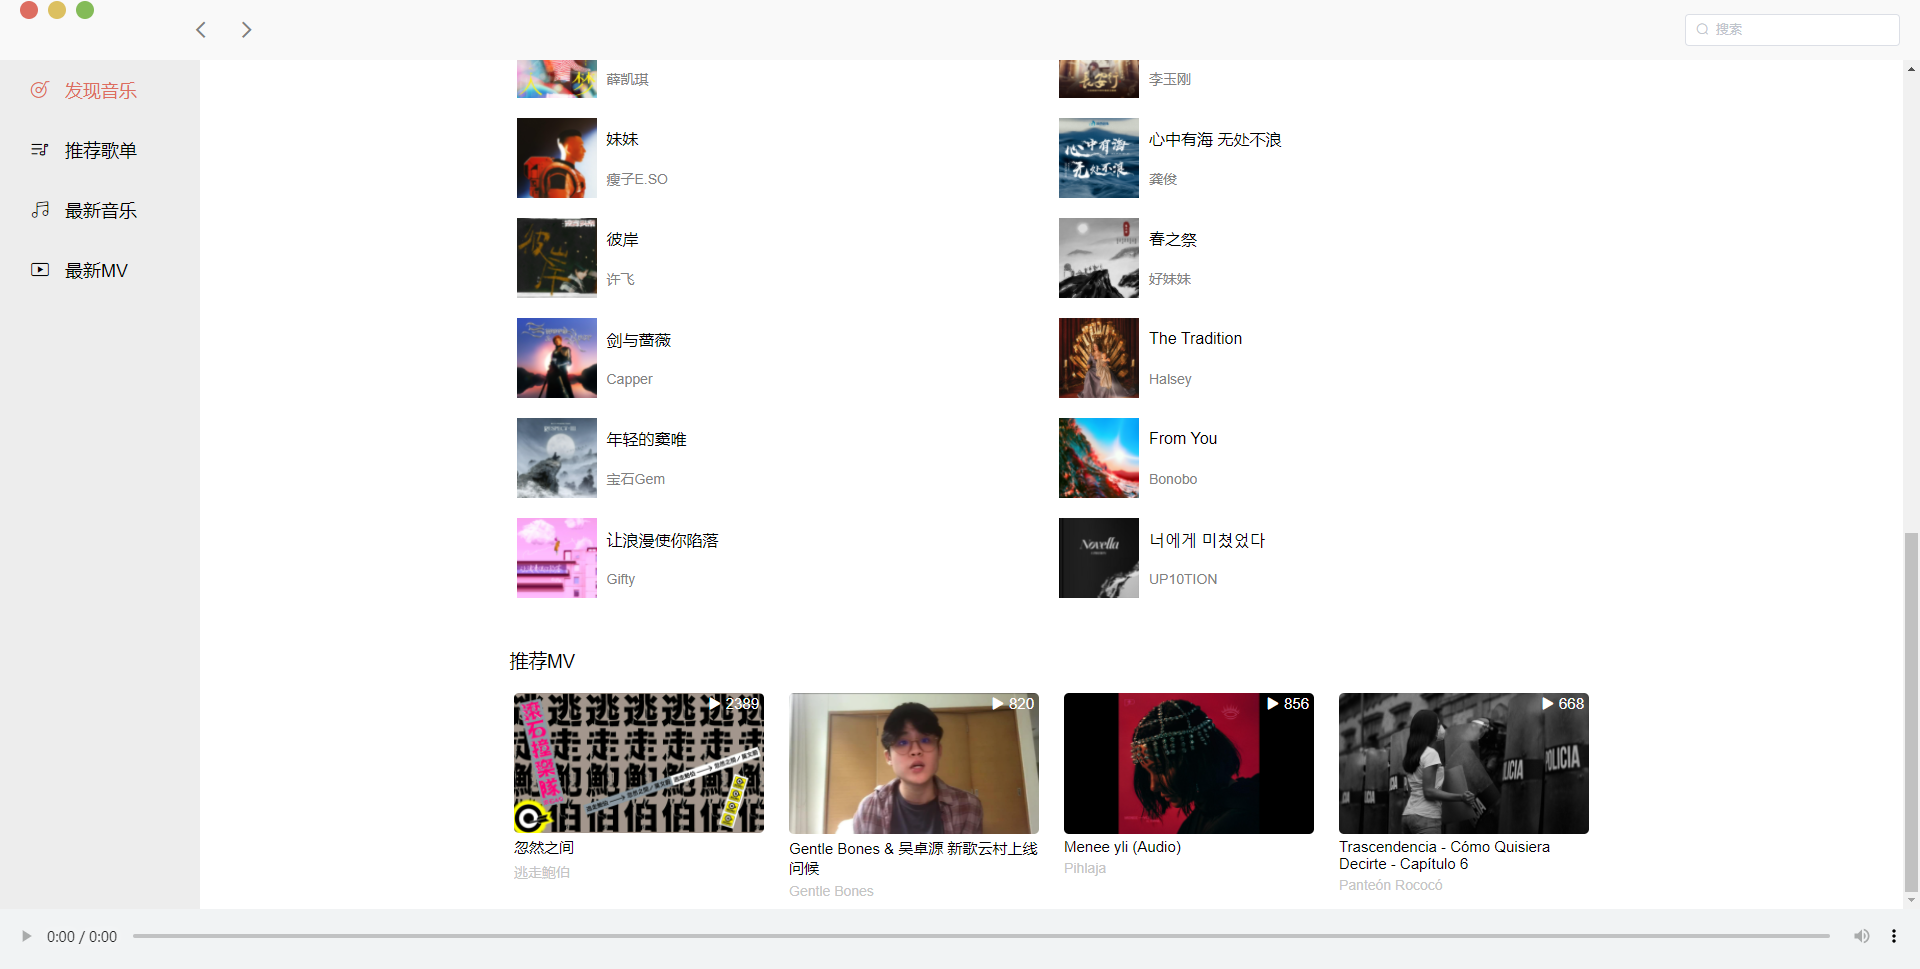 搜索
发现音乐
推荐歌单
最新音乐
最新MV
薛凯琪
李玉刚
妹妹
瘦子E.SO
心中有海 无处不浪
龚俊
彼岸
许飞
春之祭
好妹妹
剑与蔷薇
Capper
The Tradition
Halsey
年轻的窦唯
宝石Gem
From You
Bonobo
让浪漫使你陷落
Gifty
Novella
너에게 미쳤었다
UP10TION
推荐MV
2389
忽然之间
逃走鲍伯
820
Gentle Bones & 吴卓源 新歌云村上线
问候
Gentle Bones
856
Menee yli (Audio)
Pihlaja
668
POLICIA
Trascendencia - Cómo Quisiera
Decirte - Capítulo 6
Panteón Rococó
0:00 / 0:00